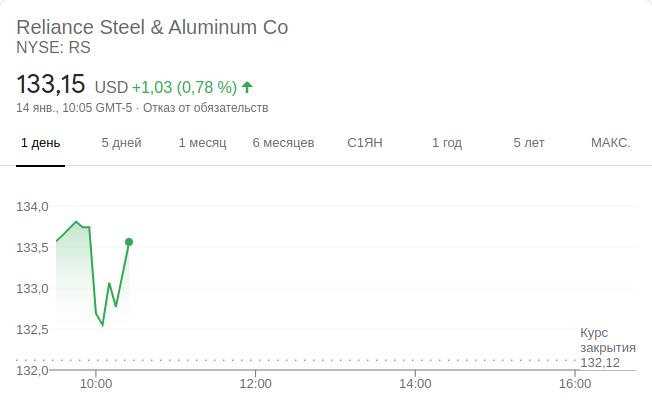 Reliance Steel & Aluminum Co
NYSE: RS
133,15 USD +1,03 (0,78 %)
14 янв., 10:05 GMT-5 · Отказ от обязательств
1 день 5 дней 1 месяц 6 месяцев С1ЯН 1 год 5 лет МАКС.
134,0
133,5
133,0
132,5
Курс
закрытия
132,12
132,0
10:00 12:00 14:00 16:00